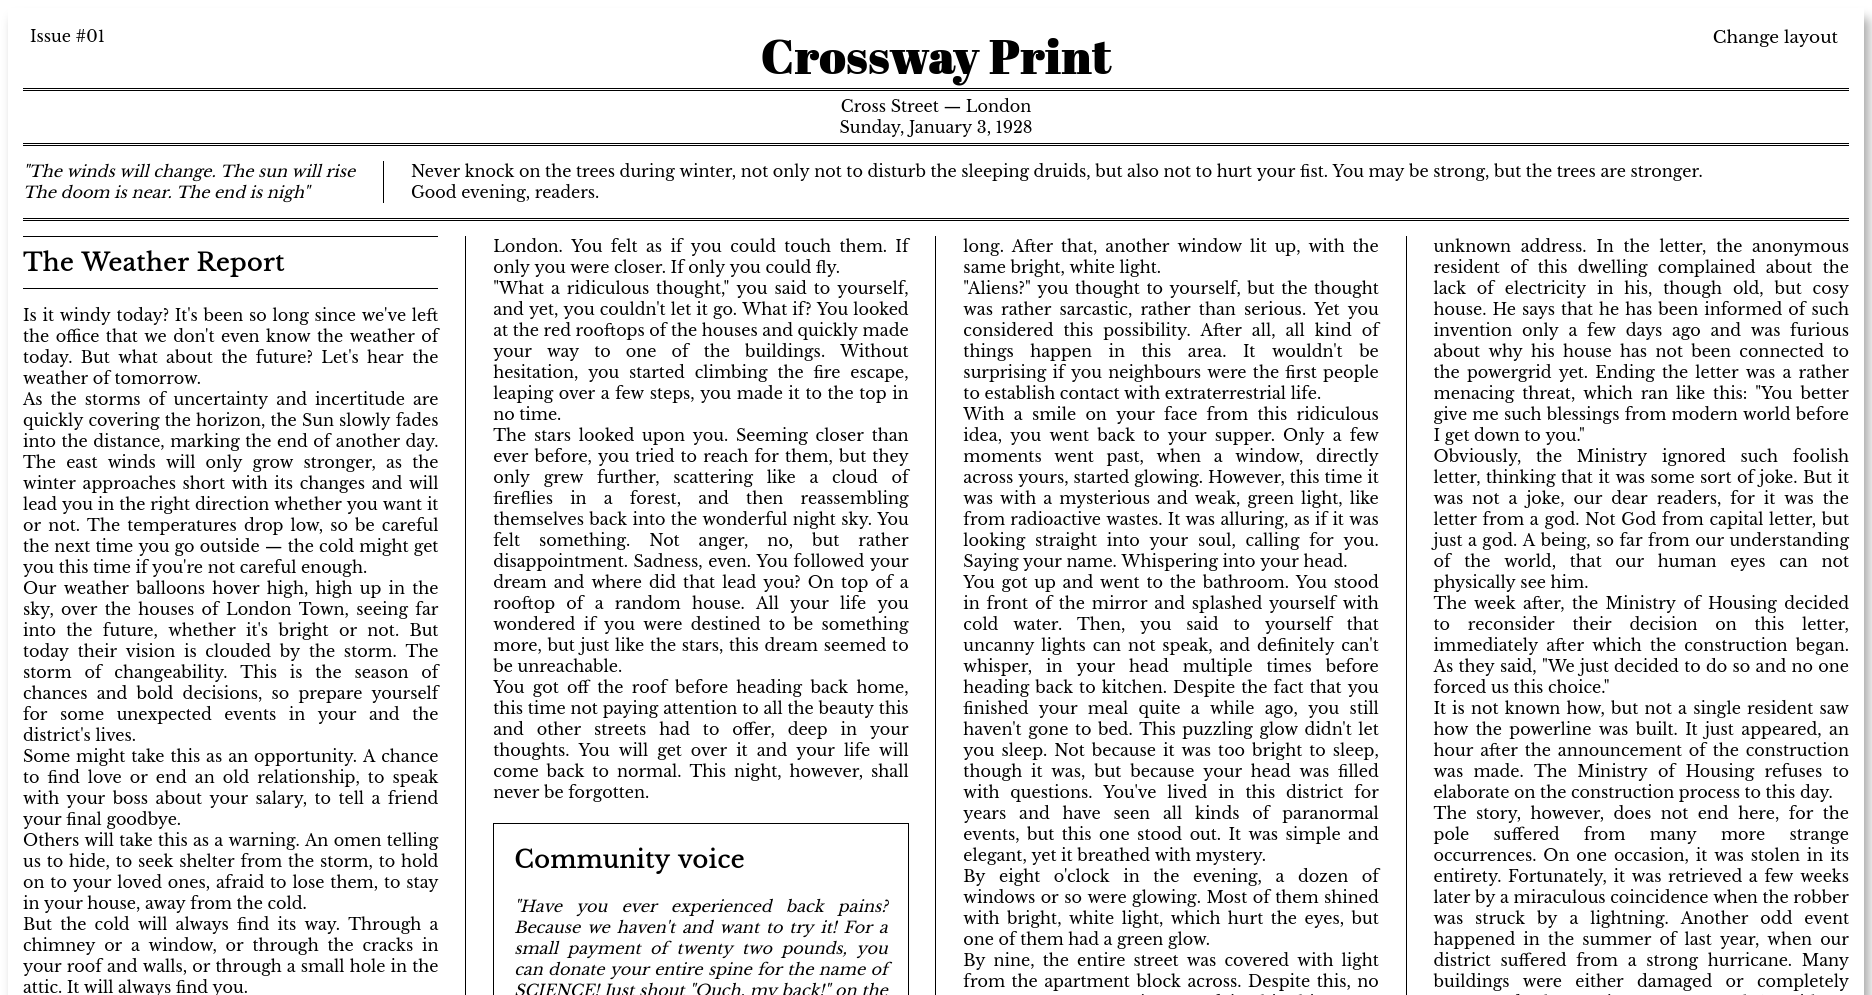 Issue #01
Change layout
Crossway Print
Cross Street — London
Sunday, January 3, 1928
"The winds will change. The sun will rise
The doom is near. The end is nigh"
Never knock on the trees during winter, not only not to disturb the sleeping druids, but also not to hurt your fist. You may be strong, but the trees are stronger.
Good evening, readers.
The Weather Report
Is it windy today? It's been so long since we've left
the office that we don't even know the weather of
today. But what about the future? Let's hear the
weather of tomorrow.
As the storms of uncertainty and incertitude are
quickly covering the horizon, the Sun slowly fades
into the distance, marking the end of another day.
The east winds will only grow stronger, as the
winter approaches short with its changes and will
lead you in the right direction whether you want it
or not. The temperatures drop low, so be careful
the next time you go outside — the cold might get
you this time if you're not careful enough.
Our weather balloons hover high, high up in the
sky, over the houses of London Town, seeing far
into the future, whether it's bright or not. But
today their vision is clouded by the storm. The
storm of changeability. This is the season of
chances and bold decisions, so prepare yourself
for some unexpected events in your and the
district's lives.
Some might take this as an opportunity. A chance
to find love or end an old relationship, to speak
with your boss about your salary, to tell a friend
your final goodbye.
Others will take this as a warning. An omen telling
us to hide, to seek shelter from the storm, to hold
on to your loved ones, afraid to lose them, to stay
in your house, away from the cold.
But the cold will always find its way. Through a
chimney or a window, or through the cracks in
your roof and walls, or through a small hole in the
attic. It will always find you.
London. You felt as if you could touch them. If
only you were closer. If only you could fly.
"What a ridiculous thought," you said to yourself,
and yet, you couldn't let it go. What if? You looked
at the red rooftops of the houses and quickly made
your way to one of the buildings. Without
hesitation, you started climbing the fire escape,
leaping over a few steps, you made it to the top in
no time.
The stars looked upon you. Seeming closer than
ever before, you tried to reach for them, but they
only grew further, scattering like a cloud of
fireflies in a forest, and then reassembling
themselves back into the wonderful night sky. You
felt something. Not anger, no, but rather
disappointment. Sadness, even. You followed your
dream and where did that lead you? On top of a
rooftop of a random house. All your life you
wondered if you were destined to be something
more, but just like the stars, this dream seemed to
be unreachable.
You got off the roof before heading back home,
this time not paying attention to all the beauty this
and other streets had to offer, deep in your
thoughts. You will get over it and your life will
come back to normal. This night, however, shall
never be forgotten.
Community voice
"Have you ever experienced back pains?
Because we haven't and want to try it! For a
small payment of twenty two pounds, you
can donate your entire spine for the name of
SCIENCE! Just shout "Ouch, my back!" on the
long. After that, another window lit up, with the
same bright, white light.
"Aliens?" you thought to yourself, but the thought
was rather sarcastic, rather than serious. Yet you
considered this possibility. After all, all kind of
things happen in this area. It wouldn't be
surprising if you neighbours were the first people
to establish contact with extraterrestrial life.
With a smile on your face from this ridiculous
idea, you went back to your supper. Only a few
moments went past, when a window, directly
across yours, started glowing. However, this time it
was with a mysterious and weak, green light, like
from radioactive wastes. It was alluring, as if it was
looking straight into your soul, calling for you.
Saying your name. Whispering into your head.
You got up and went to the bathroom. You stood
in front of the mirror and splashed yourself with
cold water. Then, you said to yourself that
uncanny lights can not speak, and definitely can't
whisper, in your head multiple times before
heading back to kitchen. Despite the fact that you
finished your meal quite a while ago, you still
haven't gone to bed. This puzzling glow didn't let
you sleep. Not because it was too bright to sleep,
though it was, but because your head was filled
with questions. You've lived in this district for
years and have seen all kinds of paranormal
events, but this one stood out. It was simple and
elegant, yet it breathed with mystery.
By eight o'clock in the evening, a dozen of
windows or so were glowing. Most of them shined
with bright, white light, which hurt the eyes, but
one of them had a green glow.
By nine, the entire street was covered with light
from the apartment block across. Despite this, no
unknown address. In the letter, the anonymous
resident of this dwelling complained about the
lack of electricity in his, though old, but cosy
house. He says that he has been informed of such
invention only a few days ago and was furious
about why his house has not been connected to
the powergrid yet. Ending the letter was a rather
menacing threat, which ran like this: "You better
give me such blessings from modern world before
I get down to you."
Obviously, the Ministry ignored such foolish
letter, thinking that it was some sort of joke. But it
was not a joke, our dear readers, for it was the
letter from a god. Not God from capital letter, but
just a god. A being, so far from our understanding
of the world, that our human eyes can not
physically see him.
The week after, the Ministry of Housing decided
to reconsider their decision on this letter,
immediately after which the construction began.
As they said, "We just decided to do so and no one
forced us this choice."
It is not known how, but not a single resident saw
how the powerline was built. It just appeared, an
hour after the announcement of the construction
was made. The Ministry of Housing refuses to
elaborate on the construction process to this day.
The story, however, does not end here, for the
pole suffered from many more strange
occurrences. On one occasion, it was stolen in its
entirety. Fortunately, it was retrieved a few weeks
later by a miraculous coincidence when the robber
was struck by a lightning. Another odd event
happened in the summer of last year, when our
district suffered from a strong hurricane. Many
buildings were either damaged or completely